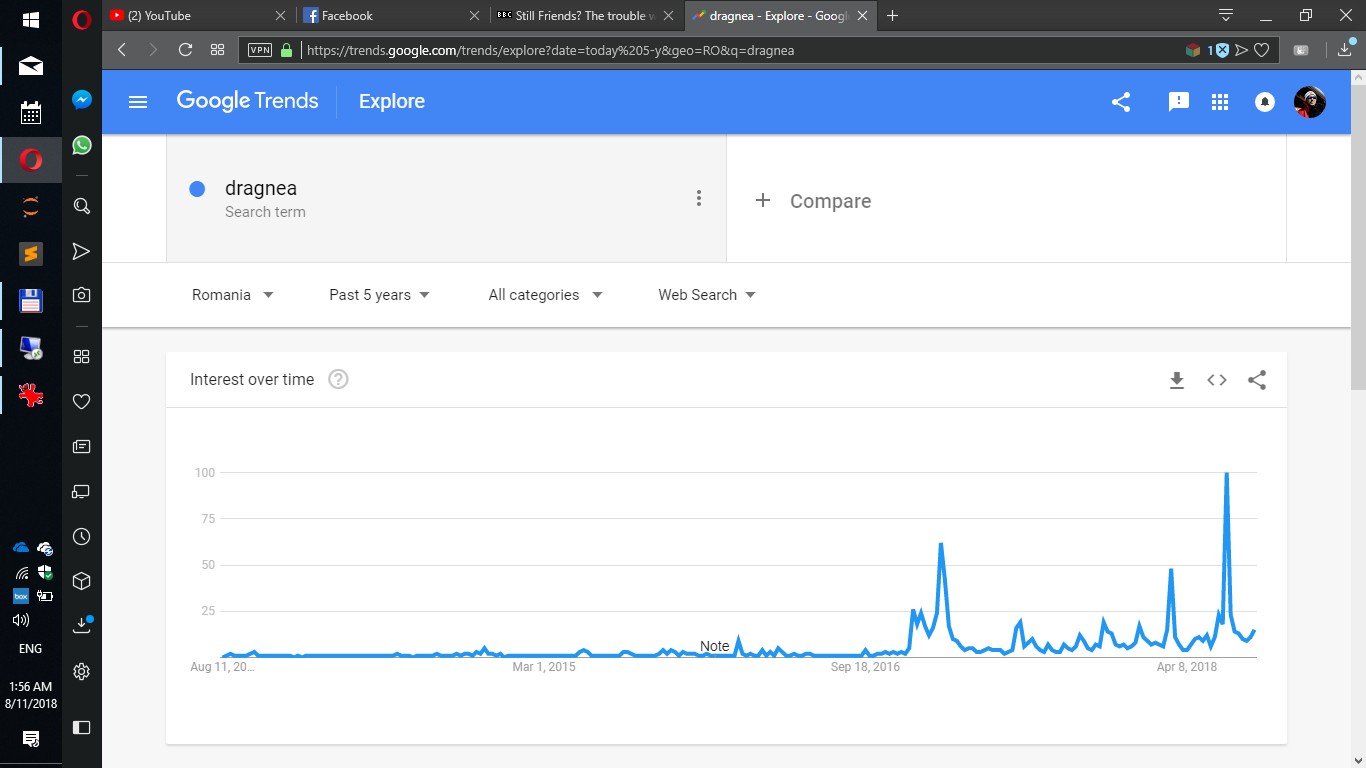 (2) YouTube
Facebook
BBC Still Friends? The trouble w
dragnea - Explore - Googl
VPN
https://trends.google.com/trends/explore?date=today%205-y&geo=RO&q=dragnea
1
Google Trends
Explore
dragnea
Search term
+ Compare
Romania
Past 5 years
All categories
Web Search
Interest over time
?
100
75
50
25
Note
Aug 11, 20...
Mar 1, 2015
Sep 18, 2016
Apr 8, 2018
box
ENG
1:56 AM
8/11/2018